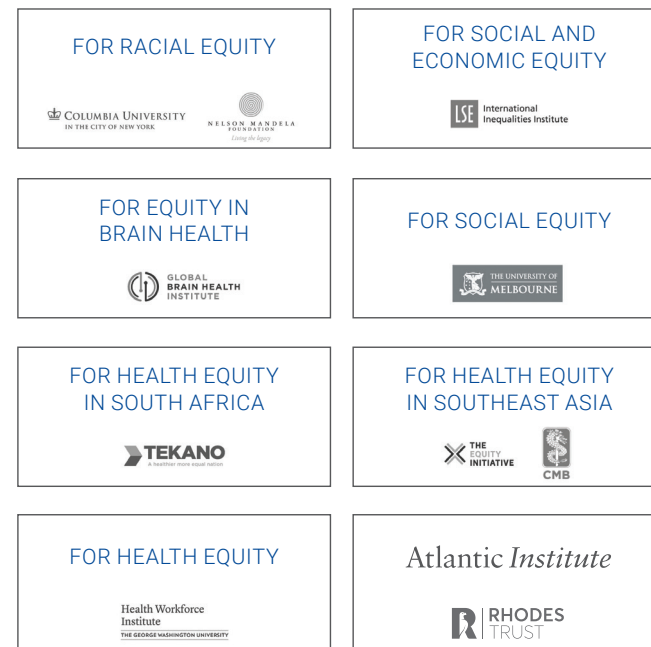 FOR RACIAL EQUITY
COLUMBIA UNIVERSITY
IN THE CITY OF NEW YORK
NELSON MANDELA
FOUNDATION
Living the legacy
FOR SOCIAL AND
ECONOMIC EQUITY
LSE
International
Inequalities Institute
FOR EQUITY IN
BRAIN HEALTH
GLOBAL
BRAIN HEALTH
INSTITUTE
FOR SOCIAL EQUITY
THE UNIVERSITY OF
MELBOURNE
FOR HEALTH EQUITY
IN SOUTH AFRICA
TEKANO
A healthier more equal nation
FOR HEALTH EQUITY
IN SOUTHEAST ASIA
THE
EQUITY
INITIATIVE
CMB
FOR HEALTH EQUITY
Health Workforce
Institute
THE GEORGE WASHINGTON UNIVERSITY
Atlantic Institute
RHODES
TRUST